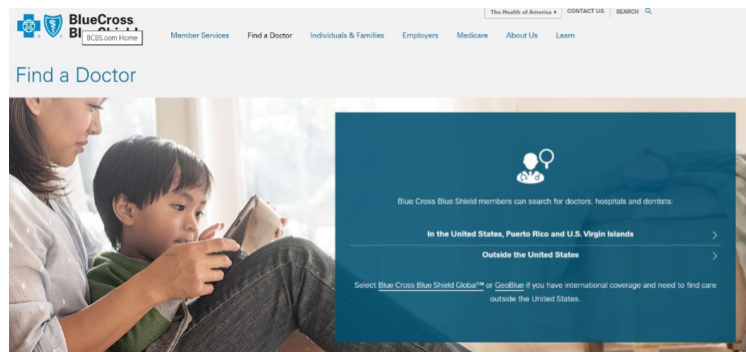 The Health of America ▸ CONTACT US SEARCH
BlueCross
BCBS.com Home
Member Services Find a Doctor Individuals & Families Employers Medicare About Us Learn
Find a Doctor
Blue Cross Blue Shield members can search for doctors, hospitals and dentists:
In the United States, Puerto Rico and U.S. Virgin Islands
Outside the United States
Select Blue Cross Blue Shield Global™ or GeoBlue if you have international coverage and need to find care
outside the United States.